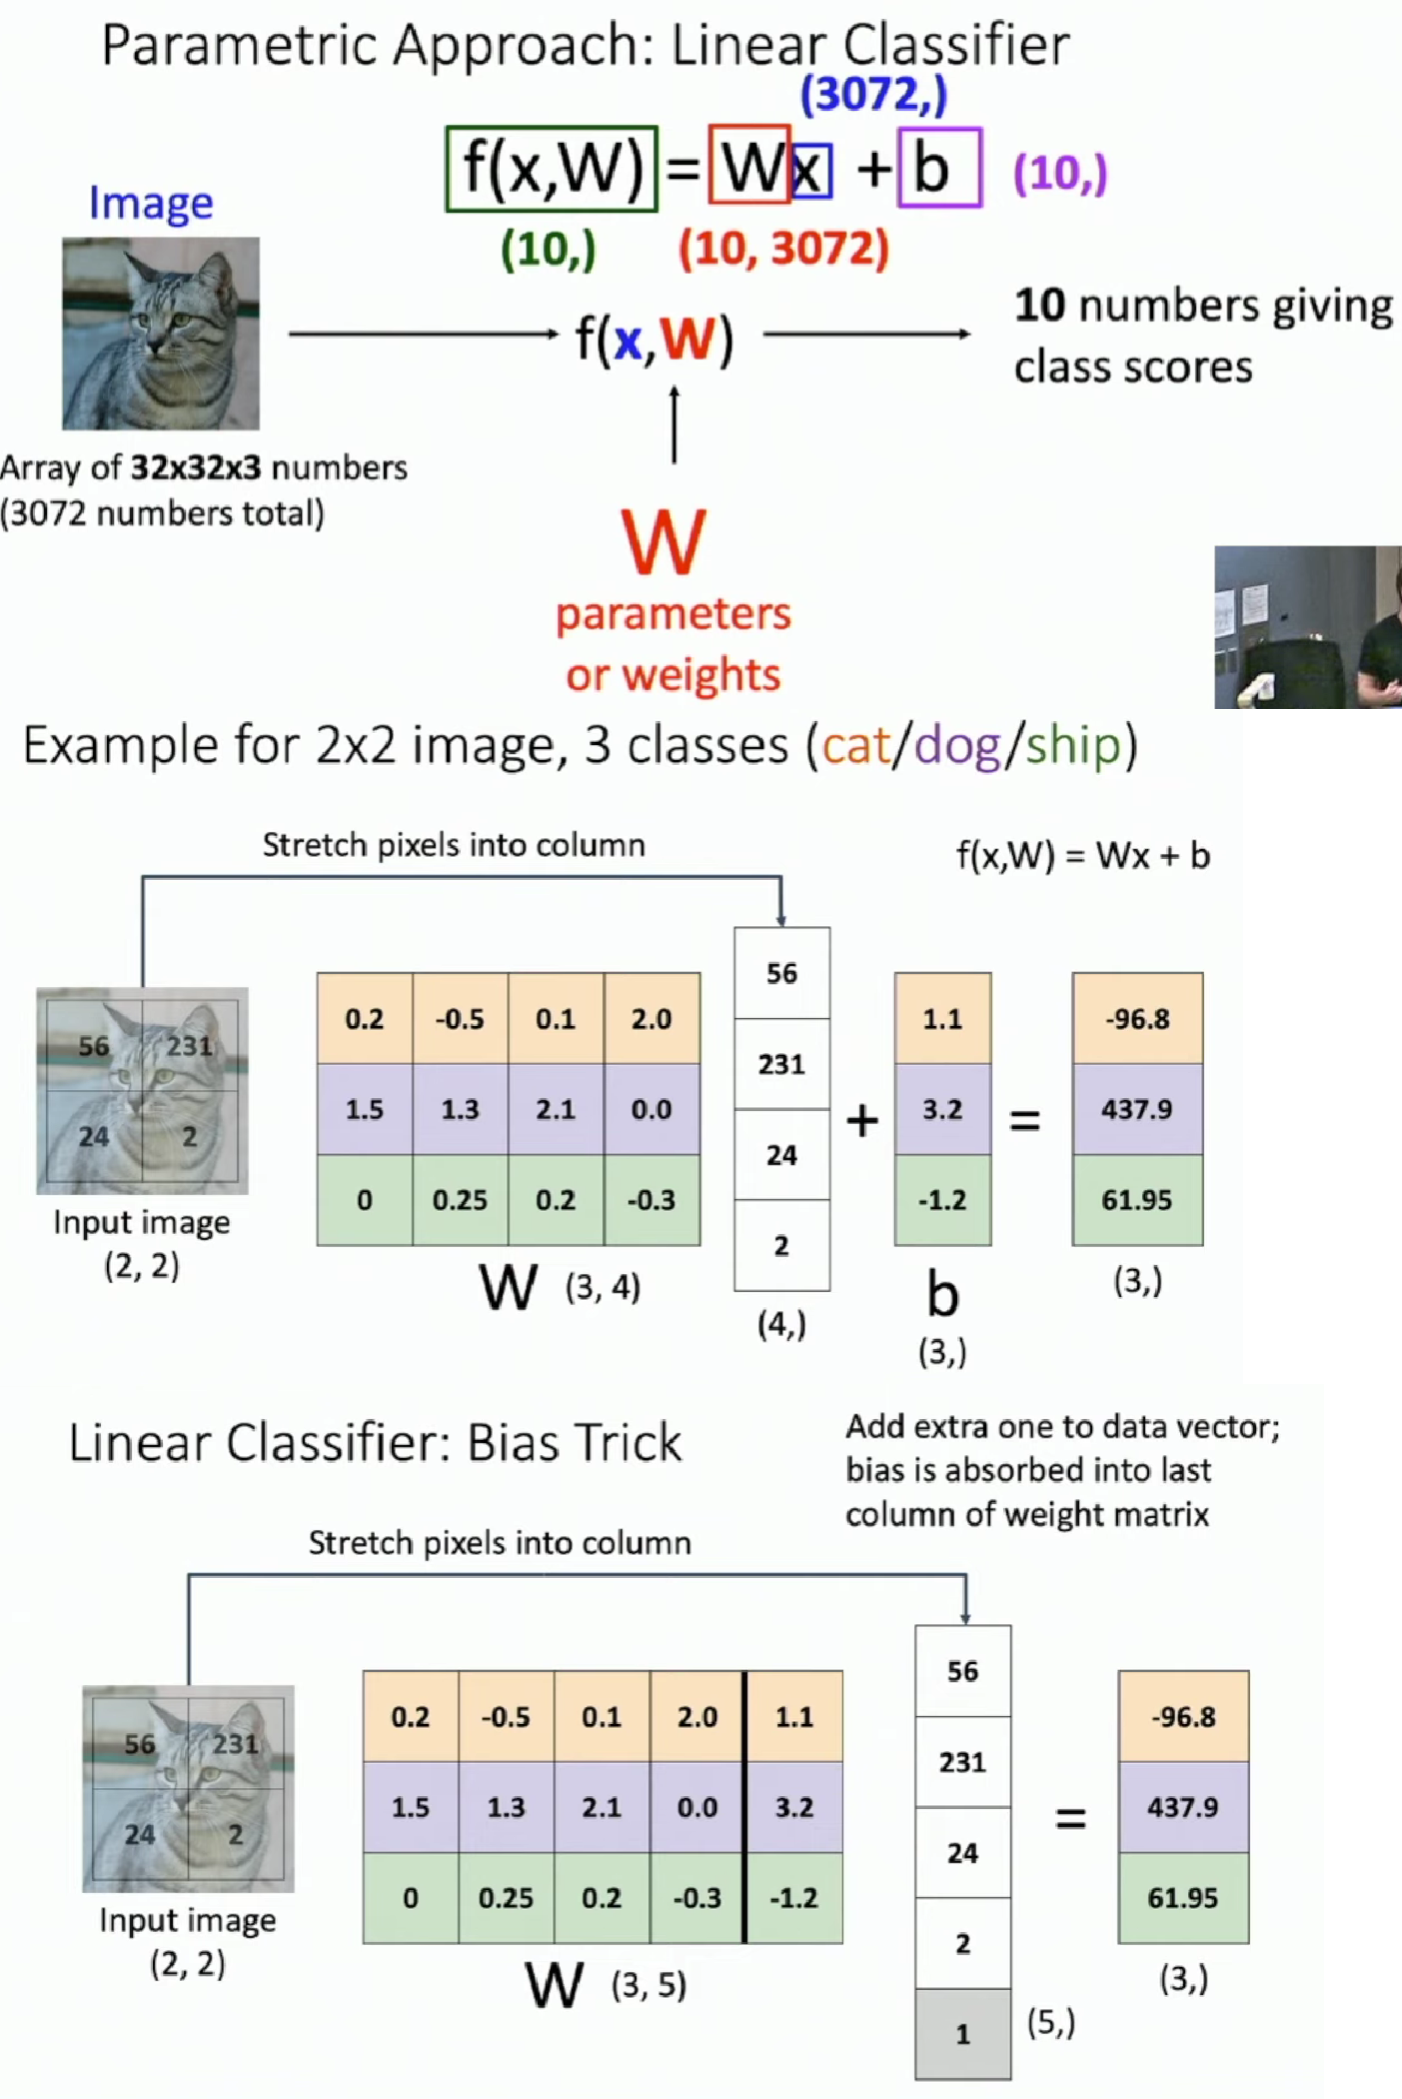 Parametric Approach: Linear Classifier
(3072,)
f(x,W) = Wx + b (10,)
(10,) (10, 3072)
Image
f(x,W)
10 numbers giving
class scores
Array of 32x32x3 numbers
(3072 numbers total)
W
parameters
or weights
Example for 2x2 image, 3 classes (cat/dog/ship)
Stretch pixels into column
f(x,W) = Wx + b
56 231
24 2
Input image
(2, 2)
0.2 -0.5 0.1 2.0
1.5 1.3 2.1 0.0
0 0.25 0.2 -0.3
W (3, 4)
56
231
24
2
(4,)
+
1.1
3.2
-1.2
b
(3,)
=
-96.8
437.9
61.95
(3,)
Linear Classifier: Bias Trick
Add extra one to data vector;
bias is absorbed into last
column of weight matrix
Stretch pixels into column
56 231
24 2
Input image
(2, 2)
0.2 -0.5 0.1 2.0 1.1
1.5 1.3 2.1 0.0 3.2
0 0.25 0.2 -0.3 -1.2
W (3, 5)
56
231
24
2
1
(5,)
=
-96.8
437.9
61.95
(3,)